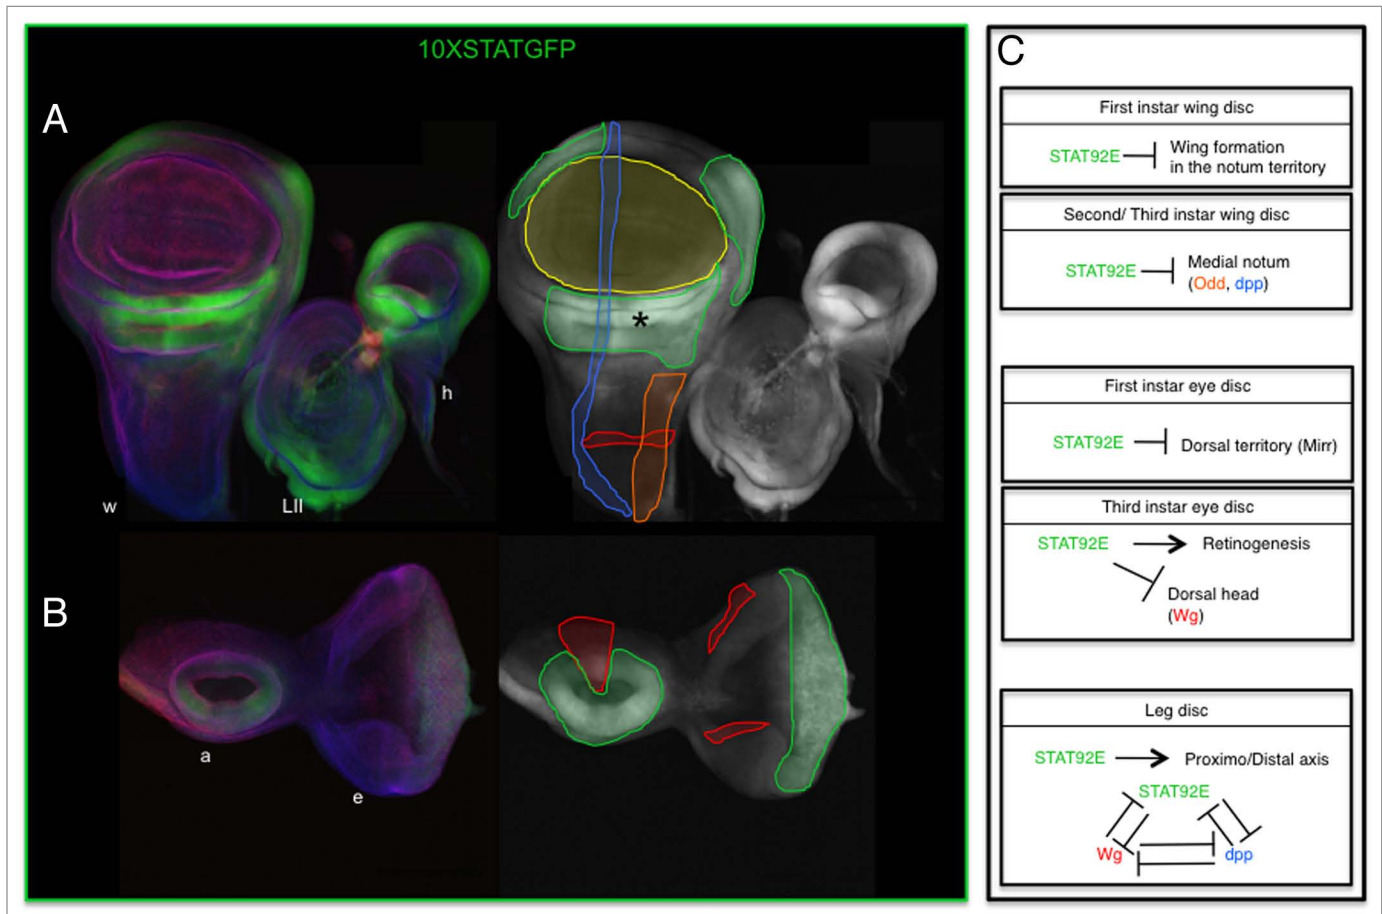 10XSTATGFP
A
*
h
w
LII
B
a
e
C
First instar wing disc
STAT92E
Wing formation
in the notum territory
Second/ Third instar wing disc
STAT92E
Medial notum
(Odd, dpp)
First instar eye disc
STAT92E
Dorsal territory (Mirr)
Third instar eye disc
STAT92E
Retinogenesis
Dorsal head
(Wg)
Leg disc
STAT92E
Proximo/Distal axis
STAT92E
Wg
dpp